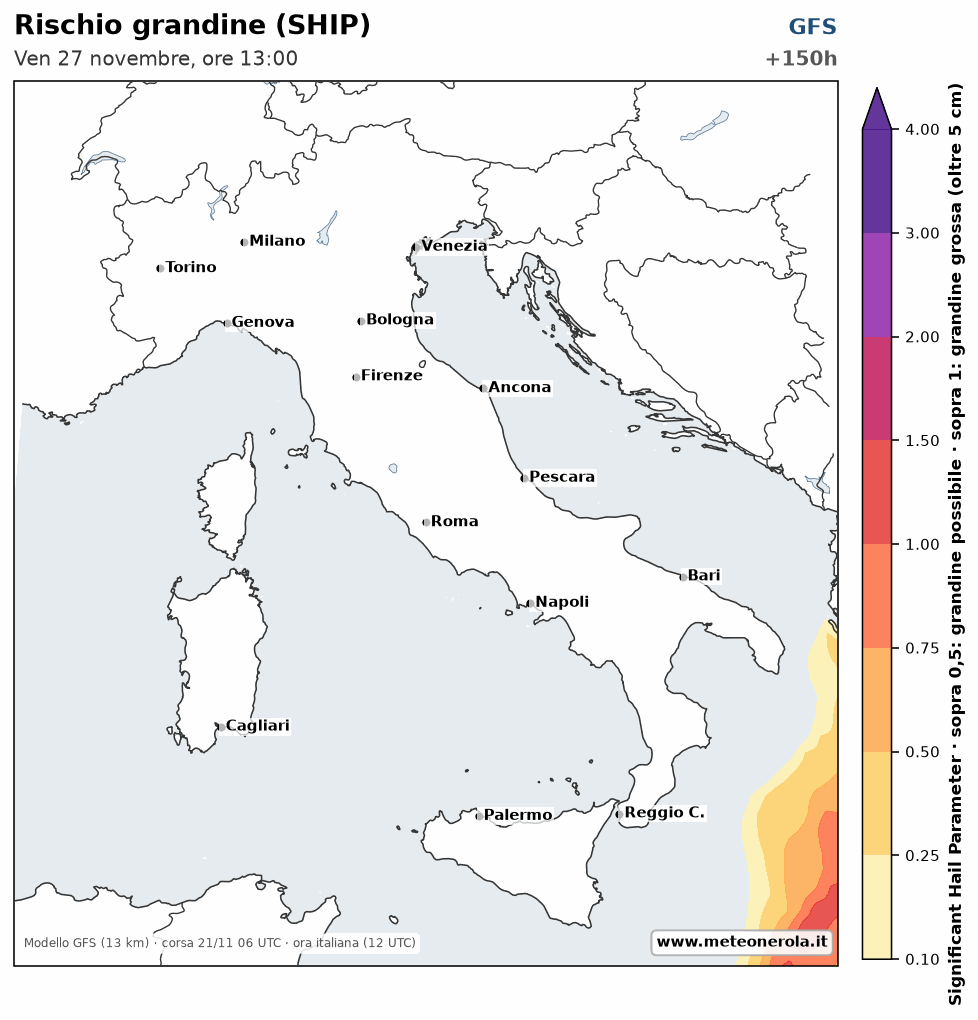 Rischio grandine (SHIP)
GFS
Ven 27 novembre, ore 13:00
+150h
Milano
Venezia
Torino
Genova
Bologna
Firenze
Ancona
Pescara
Roma
Bari
Napoli
Cagliari
Palermo
Reggio C.
Modello GFS (13 km) · corsa 21/11 06 UTC · ora italiana (12 UTC)
www.meteonerola.it
4.00
3.00
2.00
1.50
1.00
0.75
0.50
0.25
0.10
Significant Hail Parameter · sopra 0,5: grandine possibile · sopra 1: grandine grossa (oltre 5 cm)